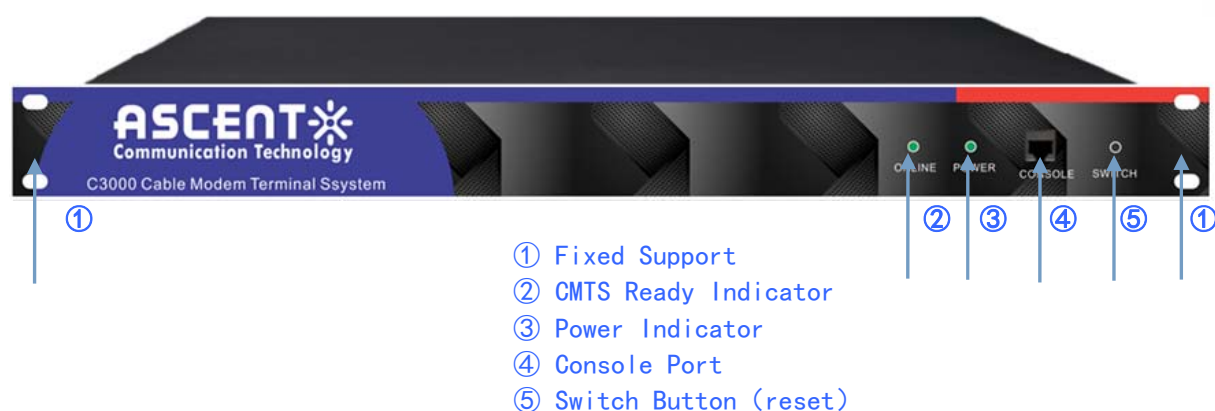 ASCENT
Communication Technology
C3000 Cable Modem Terminal Ssystem
ONLINE POWER CONSOLE SWITCH
① ② ③ ④ ⑤ ①
① Fixed Support
② CMTS Ready Indicator
③ Power Indicator
④ Console Port
⑤ Switch Button (reset)